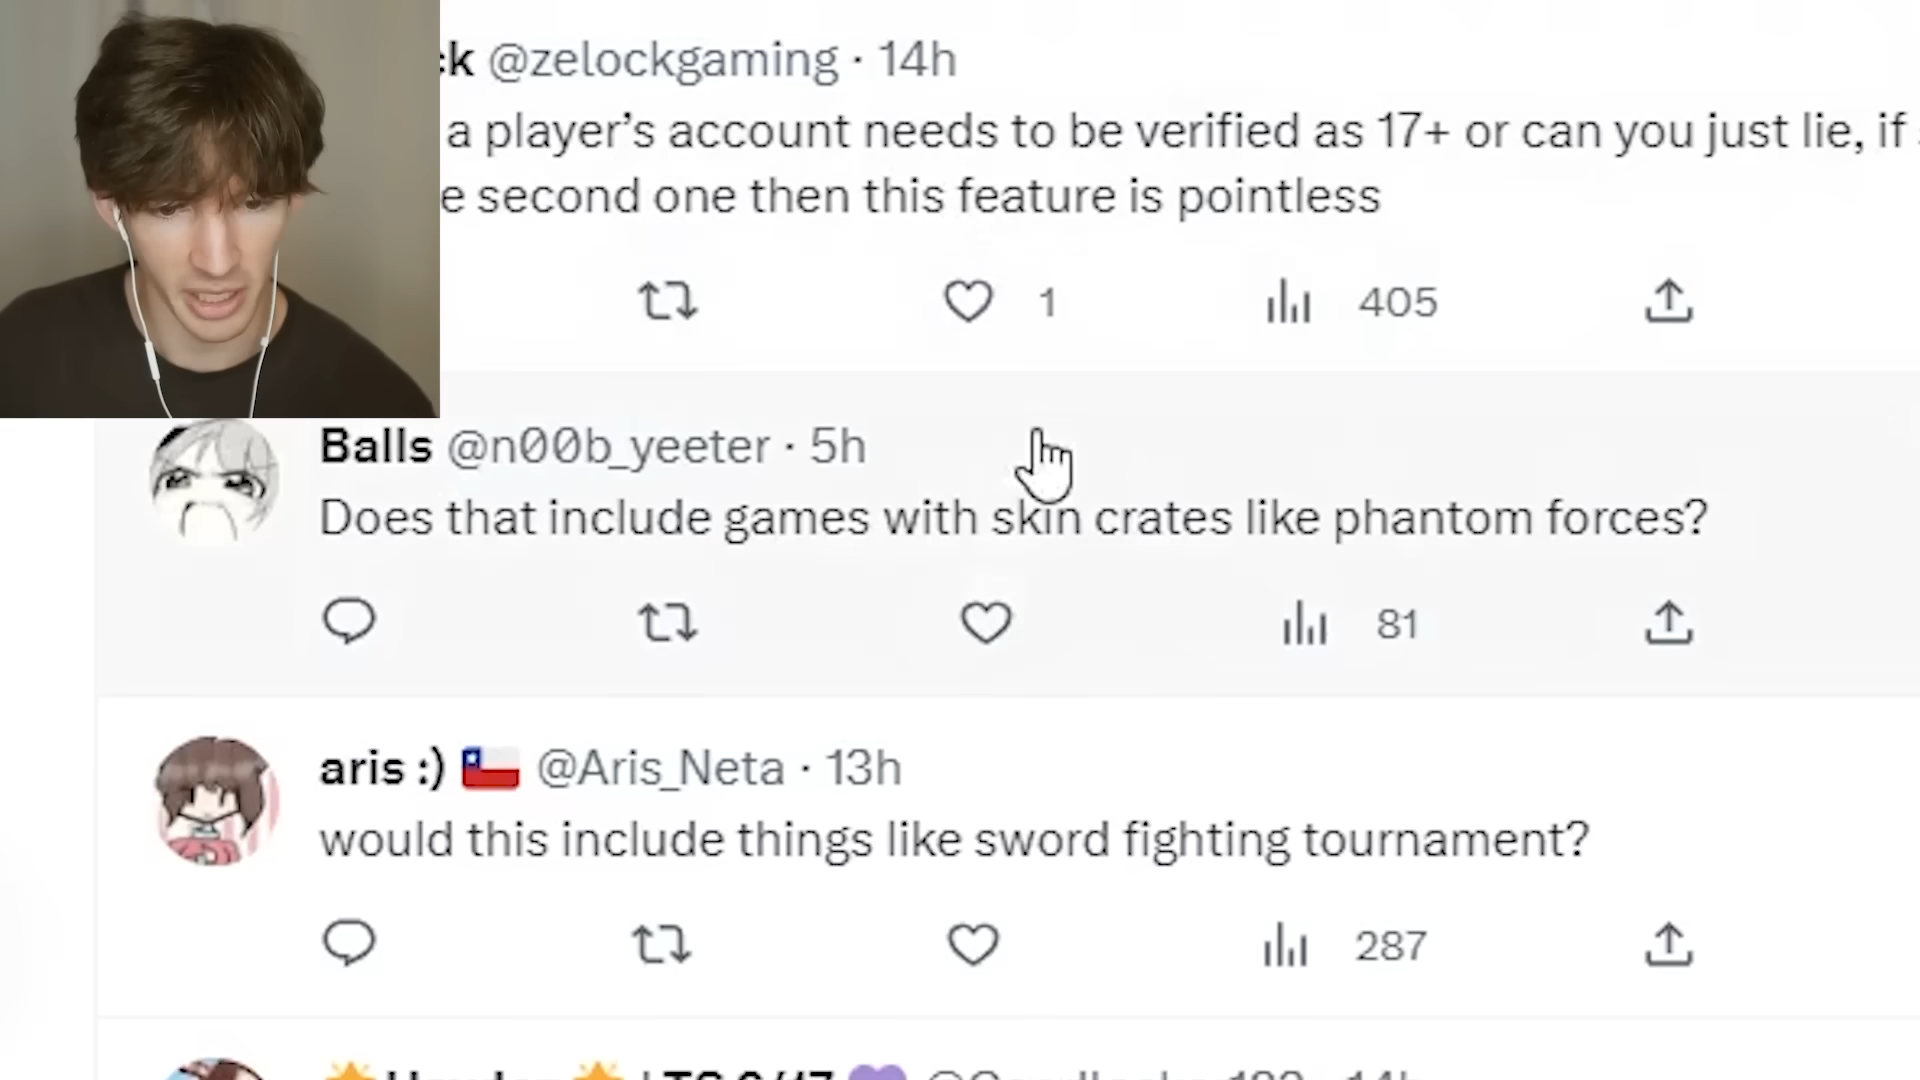 ck @zelockgaming · 14h
a player’s account needs to be verified as 17+ or can you just lie, if
e second one then this feature is pointless
1 405
Balls @n00b_yeeter · 5h
Does that include games with skin crates like phantom forces?
81
aris :) 🇨🇱 @Aris_Neta · 13h
would this include things like sword fighting tournament?
287